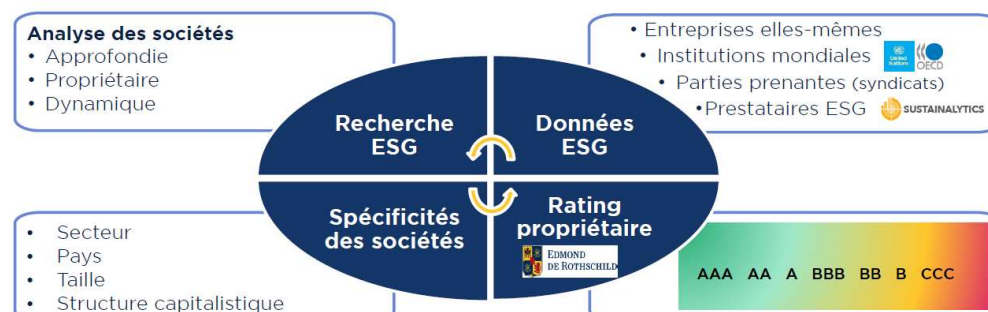 Analyse des sociétés
• Approfondie
• Propriétaire
• Dynamique
• Entreprises elles-mêmes
• Institutions mondiales
United Nations
OECD
• Parties prenantes (syndicats)
•Prestataires ESG
SUSTAINALYTICS
Recherche
ESG
Données
ESG
Spécificités
des sociétés
Rating
propriétaire
EDMOND
DE ROTHSCHILD
• Secteur
• Pays
• Taille
• Structure capitalistique
AAA AA A BBB BB B CCC